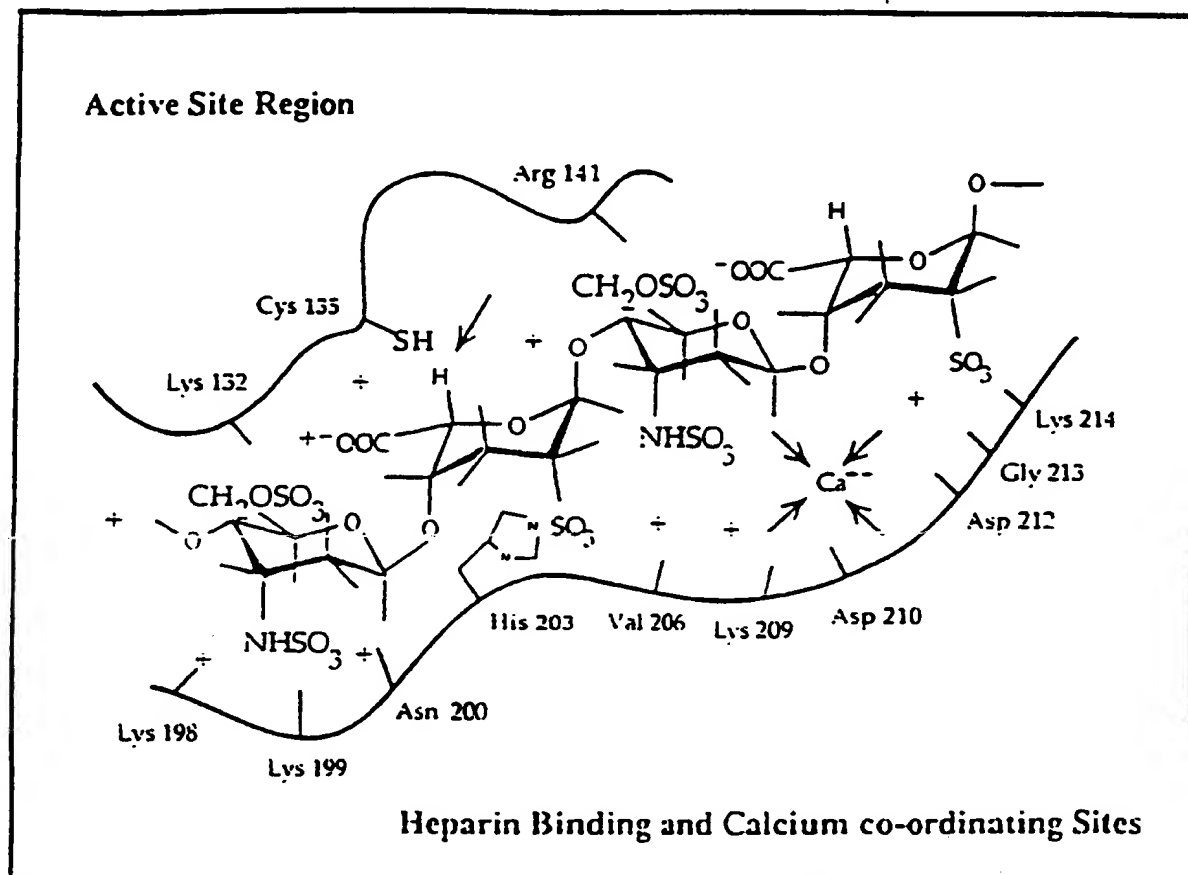 Active Site Region
Arg 141
O
H
O
-OOC
CH2OSO3-
Cys 135
SH
O
O
O
SO3
Lys 132
H
+
÷
+
Lys 214
+-OOC
O
NHSO3
Ca--
Gly 213
CH2OSO3
Asp 212
+
O
O
O
N
SO3
÷
÷
N
His 203
Val 206
Lys 209
Asp 210
NHSO3
÷
÷
Asn 200
Lys 198
Lys 199
Heparin Binding and Calcium co-ordinating Sites